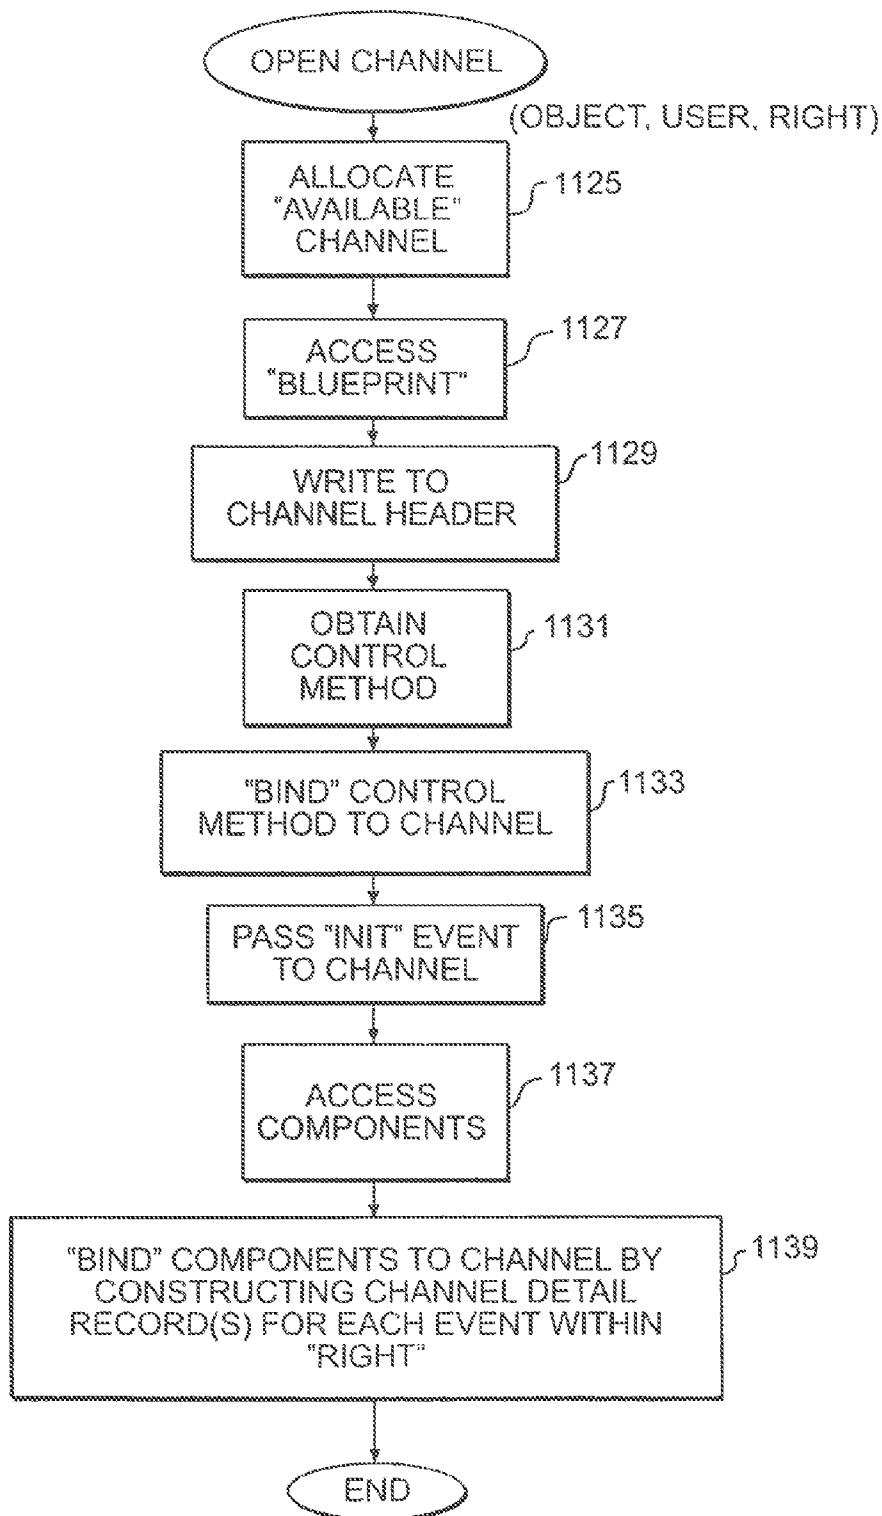 OPEN CHANNEL
(OBJECT, USER, RIGHT)
ALLOCATE
"AVAILABLE"
CHANNEL
1125
ACCESS
"BLUEPRINT"
1127
WRITE TO
CHANNEL HEADER
1129
OBTAIN
CONTROL
METHOD
1131
"BIND" CONTROL
METHOD TO CHANNEL
1133
PASS "INIT" EVENT
TO CHANNEL
1135
ACCESS
COMPONENTS
1137
"BIND" COMPONENTS TO CHANNEL BY
CONSTRUCTING CHANNEL DETAIL
RECORD(S) FOR EACH EVENT WITHIN
"RIGHT"
1139
END